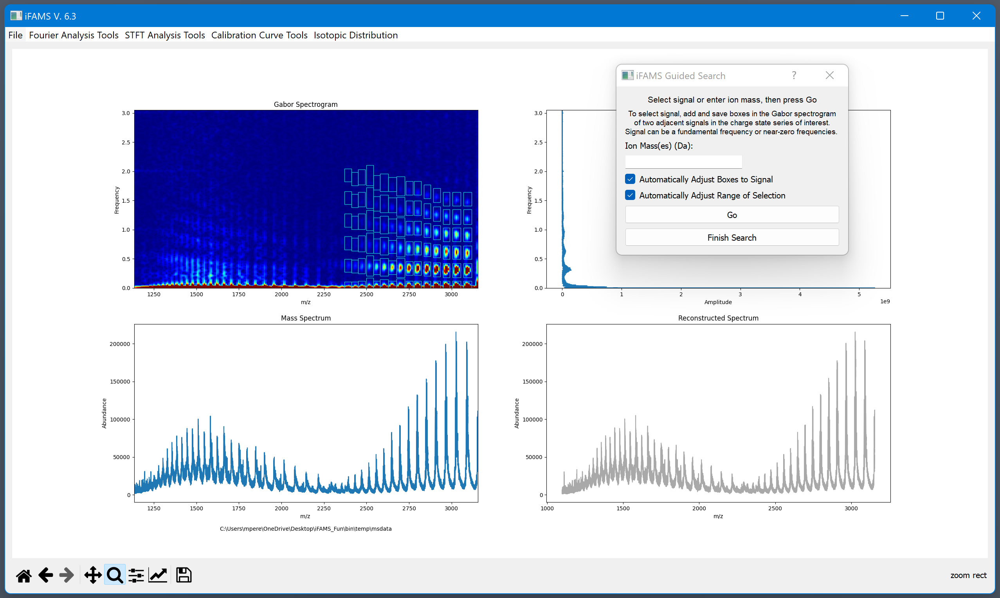 iFAMS V. 6.3
File Fourier Analysis Tools STFT Analysis Tools Calibration Curve Tools Isotopic Distribution
iFAMS Guided Search ?
Select signal or enter ion mass, then press Go
To select signal, add and save boxes in the Gabor spectrogram
of two adjacent signals in the charge state series of interest.
Signal can be a fundamental frequency or near-zero frequencies.
Ion Mass(es) (Da):
Automatically Adjust Boxes to Signal
Automatically Adjust Range of Selection
Go
Finish Search
Gabor Spectrogram
3.0
2.5
2.0
1.5
1.0
0.5
0.0
Frequency
1250 1500 1750 2000 2250 2500 2750 3000
m/z
3.0
2.5
2.0
1.5
1.0
0.5
0.0
Frequency
0 1 2 3 4 5
1e9
Amplitude
Mass Spectrum
200000
150000
100000
50000
0
Abundance
1250 1500 1750 2000 2250 2500 2750 3000
m/z
C:\Users\mpere\OneDrive\Desktop\iFAMS_Fun\bin\temp\msdata
Reconstructed Spectrum
200000
150000
100000
50000
0
Abundance
1000 1500 2000 2500 3000
m/z
zoom rect